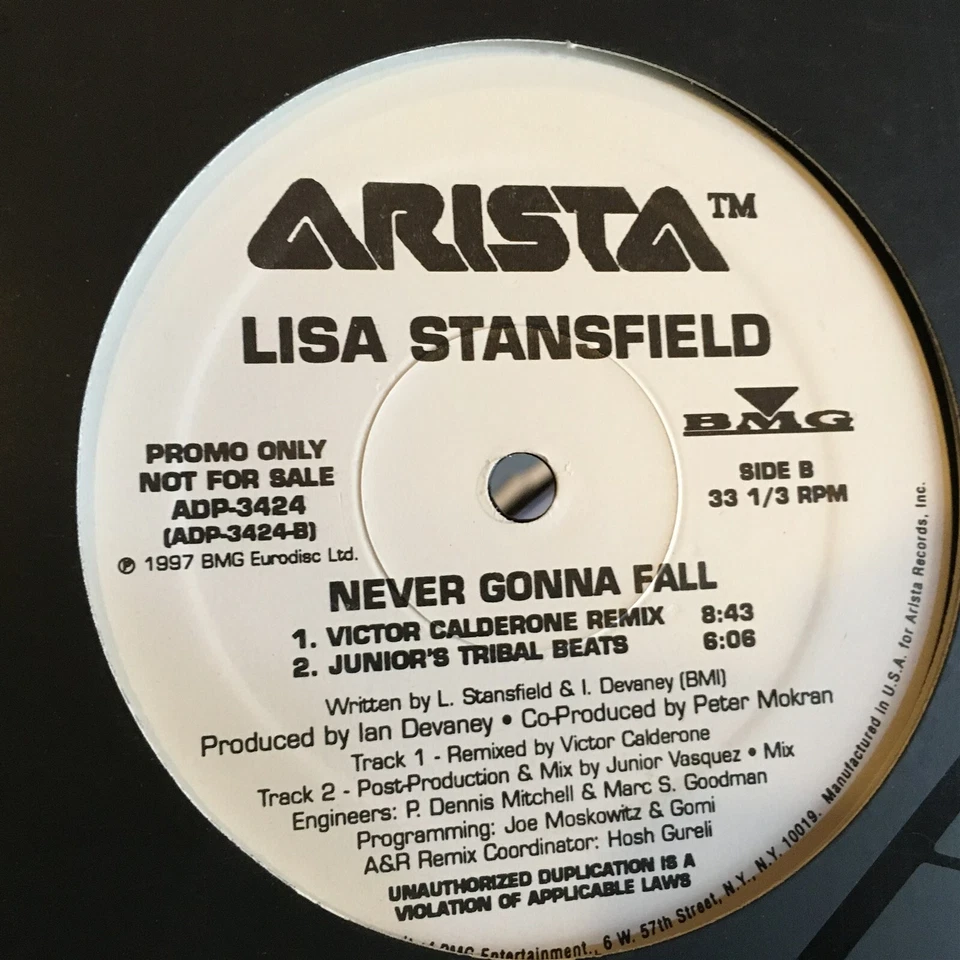 ARISTA™
LISA STANSFIELD
BMG
PROMO ONLY
NOT FOR SALE
ADP-3424
(ADP-3424-B)
℗ 1997 BMG Eurodisc Ltd.
SIDE B
33 1/3 RPM
NEVER GONNA FALL
1. VICTOR CALDERONE REMIX 8:43
2. JUNIOR'S TRIBAL BEATS 6:06
Written by L. Stansfield & I. Devaney (BMI)
Produced by Ian Devaney • Co-Produced by Peter Mokran
Track 1 - Remixed by Victor Calderone
Track 2 - Post-Production & Mix by Junior Vasquez • Mix
Engineers: P. Dennis Mitchell & Marc S. Goodman
Programming: Joe Moskowitz & Gomi
A&R Remix Coordinator: Hosh Gureli
UNAUTHORIZED DUPLICATION IS A
VIOLATION OF APPLICABLE LAWS
BMG Entertainment., 6 W. 57th Street, N.Y., N.Y. 10019. Manufactured in U.S.A. for Arista Records, Inc.